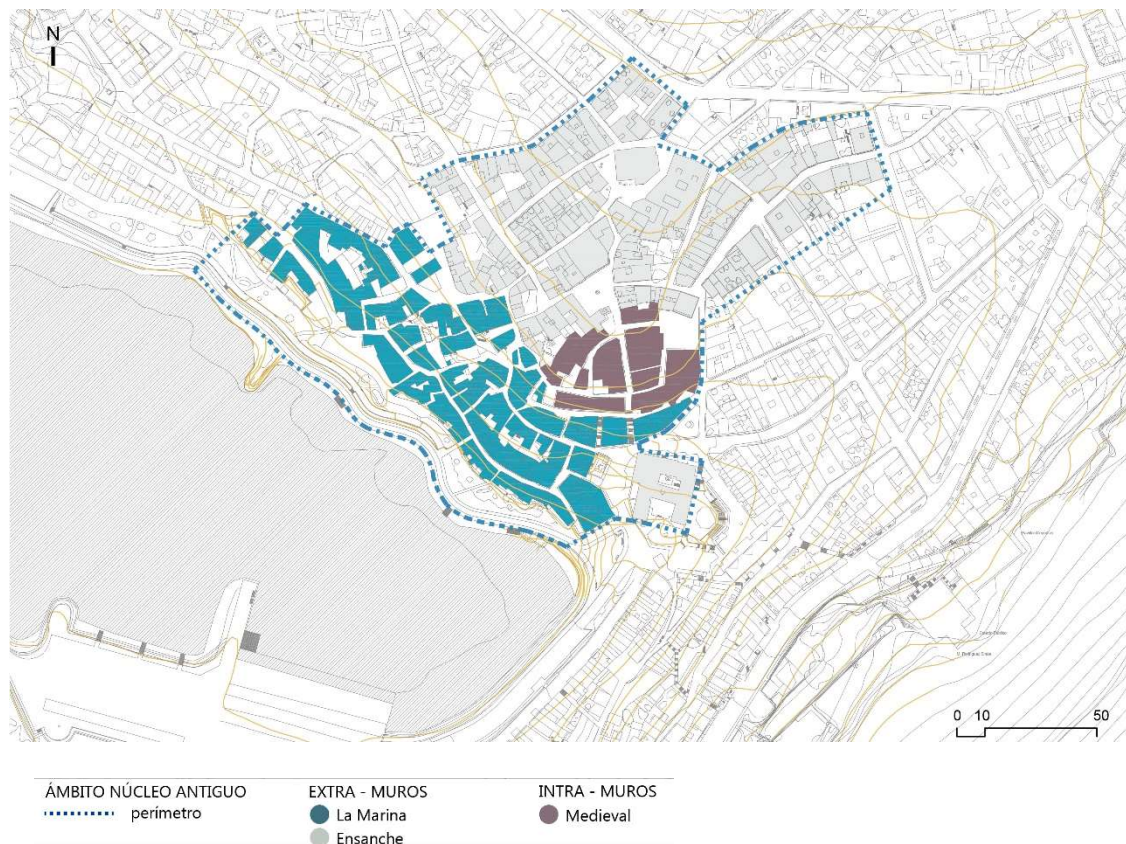 N
0 10 50
ÁMBITO NÚCLEO ANTIGUO
perímetro
EXTRA - MUROS
La Marina
Ensanche
INTRA - MUROS
Medieval